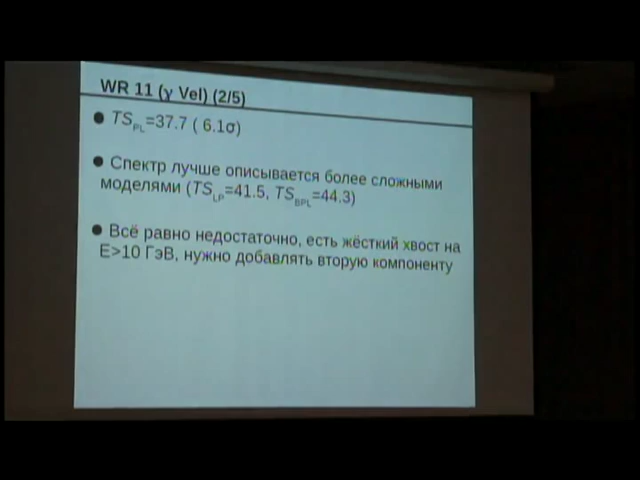 WR 11 (γ Vel) (2/5)
● TS_PL=37.7 ( 6.1σ)
● Спектр лучше описывается более сложными
моделями (TS_LP=41.5, TS_BPL=44.3)
● Всё равно недостаточно, есть жёсткий хвост на
E>10 ГэВ, нужно добавлять вторую компоненту